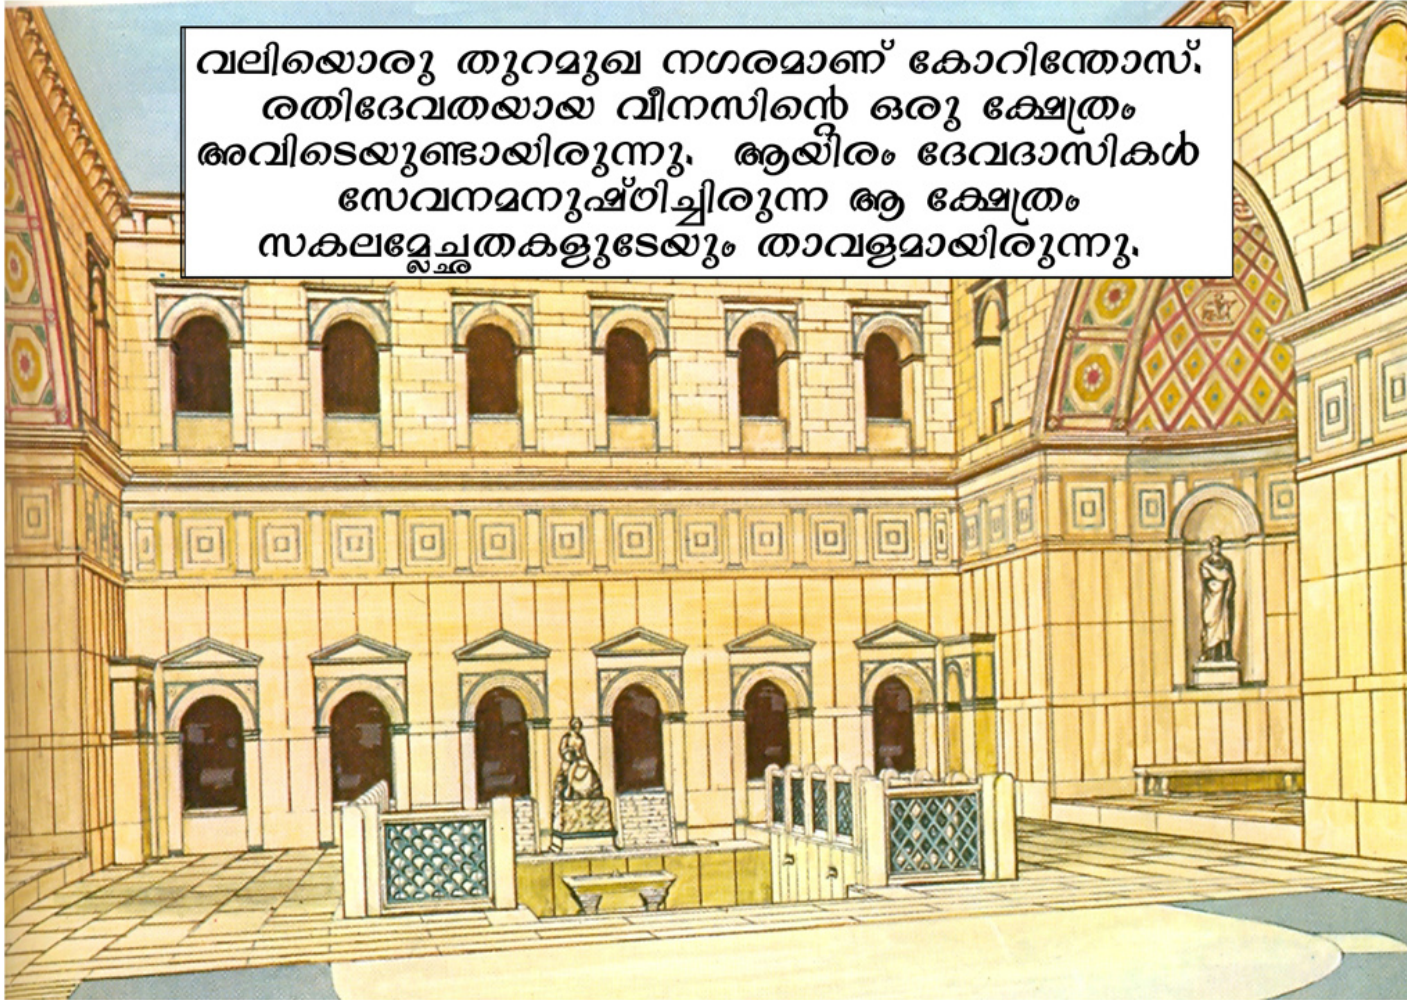 വലിയൊരു തുറമുഖ നഗരമാണ് കോറിന്തോസ്.
രതിദേവതയായ വീനസിന്റെ ഒരു ക്ഷേത്രം
അവിടെയുണ്ടായിരുന്നു. ആയിരം ദേവദാസികൾ
സേവനമനുഷ്ഠിച്ചിരുന്ന ആ ക്ഷേത്രം
സകലമ്ലേച്ഛതകളുടേയും താവളമായിരുന്നു.